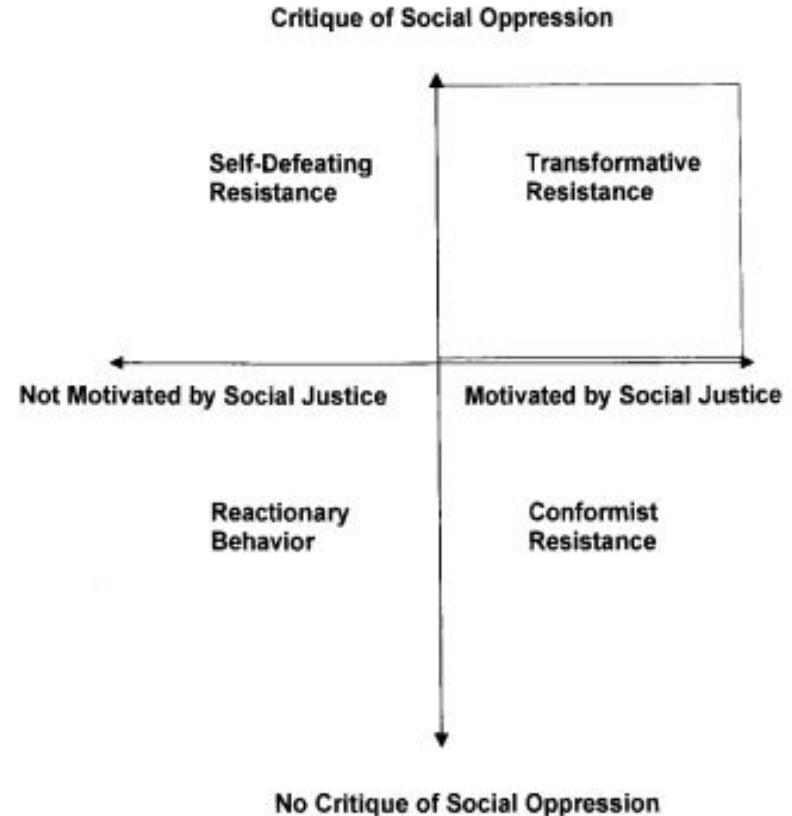 Critique of Social Oppression
Self-Defeating
Resistance
Transformative
Resistance
Not Motivated by Social Justice
Motivated by Social Justice
Reactionary
Behavior
Conformist
Resistance
No Critique of Social Oppression